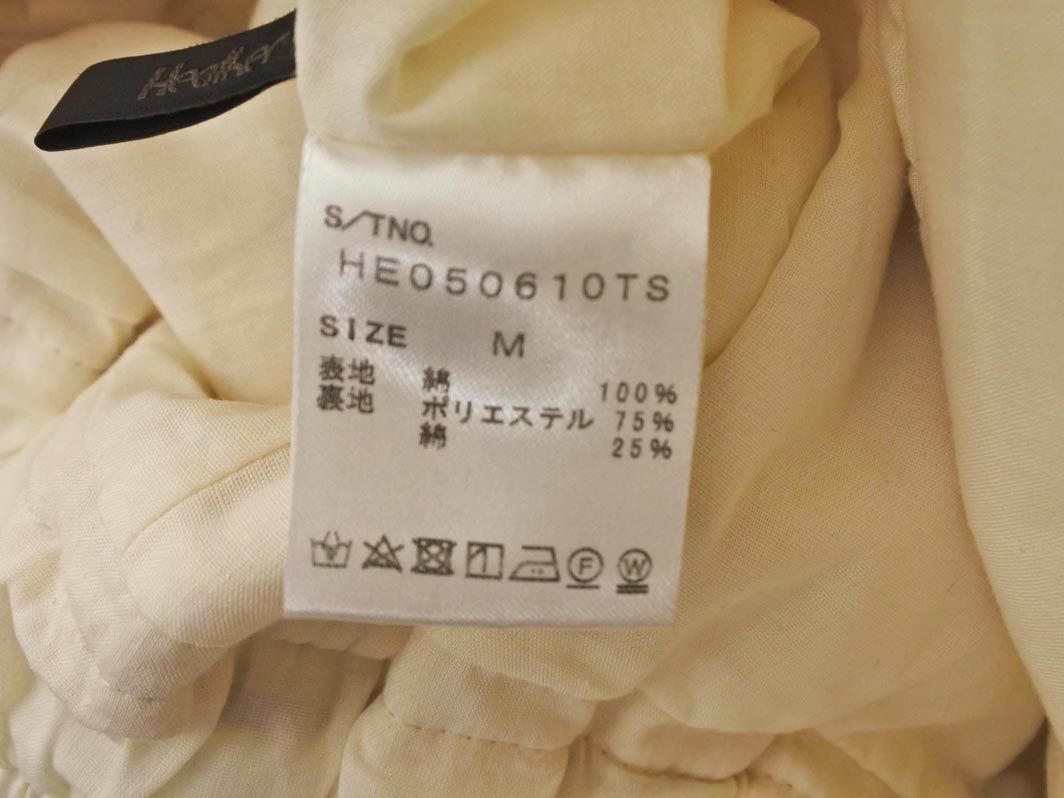 S/TNO.
HE050610TS
SIZE M
表地 綿 100%
裏地 ポリエステル 75%
綿 25%
F W